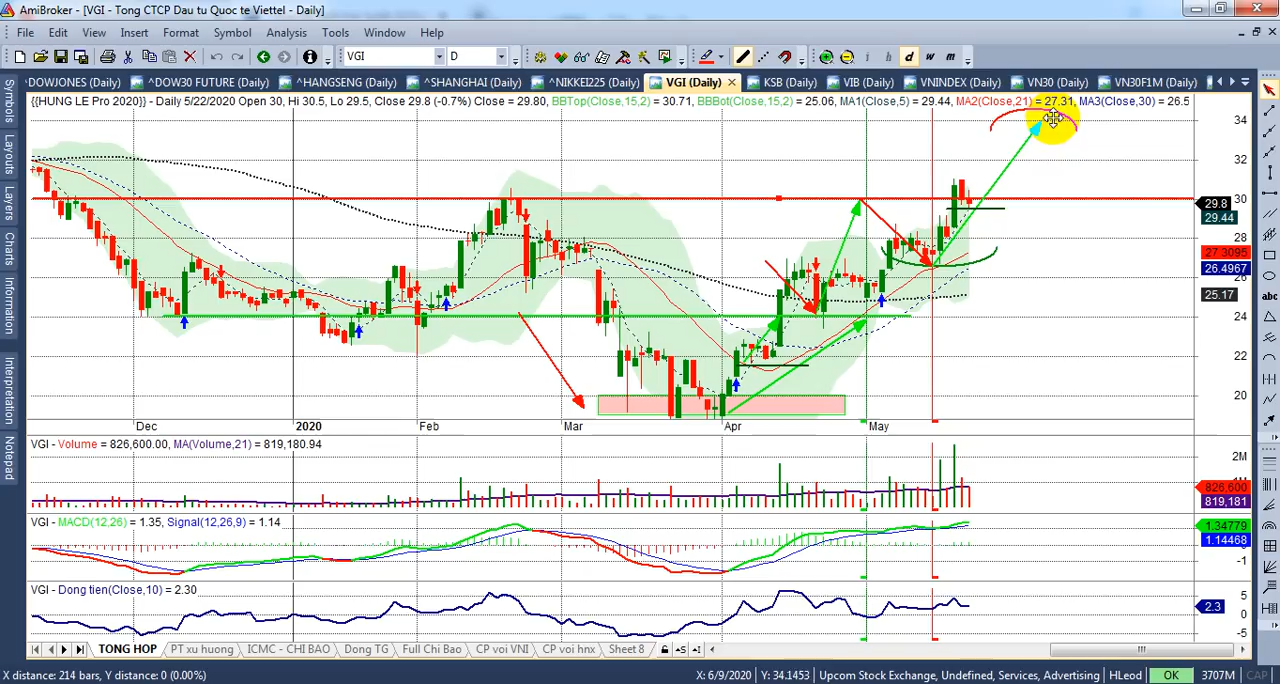 AmiBroker - [VGI - Tong CTCP Dau tu Quoc te Viettel - Daily]
File Edit View Insert Format Symbol Analysis Tools Window Help
VGI D i h d w m
^DOWJONES (Daily) ^DOW30 FUTURE (Daily) ^HANGSENG (Daily) ^SHANGHAI (Daily) ^NIKKEI225 (Daily) VGI (Daily) KSB (Daily) VIB (Daily) VNINDEX (Daily) VN30 (Daily) VN30F1M (Daily)
{{HUNG LE Pro 2020}} - Daily 5/22/2020 Open 30, Hi 30.5, Lo 29.5, Close 29.8 (-0.7%) Close = 29.80, BBTop(Close,15,2) = 30.71, BBBot(Close,15,2) = 25.06, MA1(Close,5) = 29.44, MA2(Close,21) = 27.31, MA3(Close,30) = 26.5
Symbols
Layouts
Layers
Charts
Information
Interpretation
Notepad
34
32
30
29.8
29.44
28
27.3095
26.4967
25.17
24
22
20
abc
Dec 2020 Feb Mar Apr May
VGI - Volume = 826,600.00, MA(Volume,21) = 819,180.94
2M
826,600
819,181
VGI - MACD(12,26) = 1.35, Signal(12,26,9) = 1.14
1.34779
1.14468
-1
VGI - Dong tien(Close,10) = 2.30
5
2.3
0
-5
TONG HOP PT xu huong ICMC - CHI BAO Dong TG Full Chi Bao CP voi VNI CP voi hnx Sheet 8
X distance: 214 bars, Y distance: 0 (0.00%) X: 6/9/2020 Y: 34.1453 Upcom Stock Exchange, Undefined, Services, Advertising HLeod OK 3707M CAP